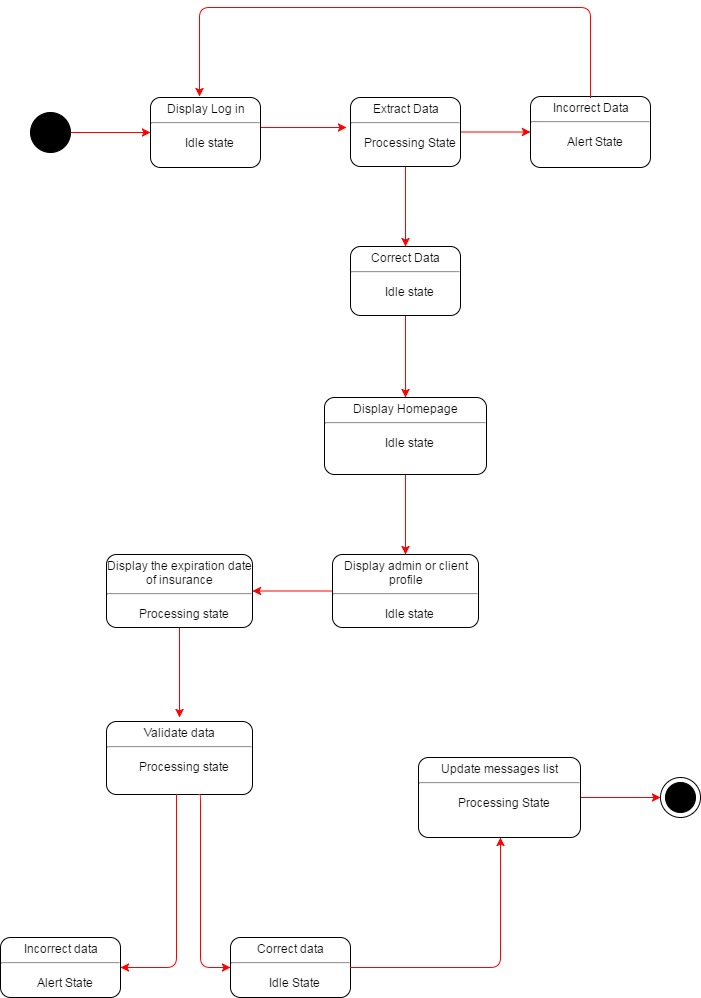 Display Log in
Idle state
Extract Data
Processing State
Incorrect Data
Alert State
Correct Data
Idle state
Display Homepage
Idle state
Display the expiration date
of insurance
Processing state
Display admin or client
profile
Idle state
Validate data
Processing state
Update messages list
Processing State
Incorrect data
Alert State
Correct data
Idle State